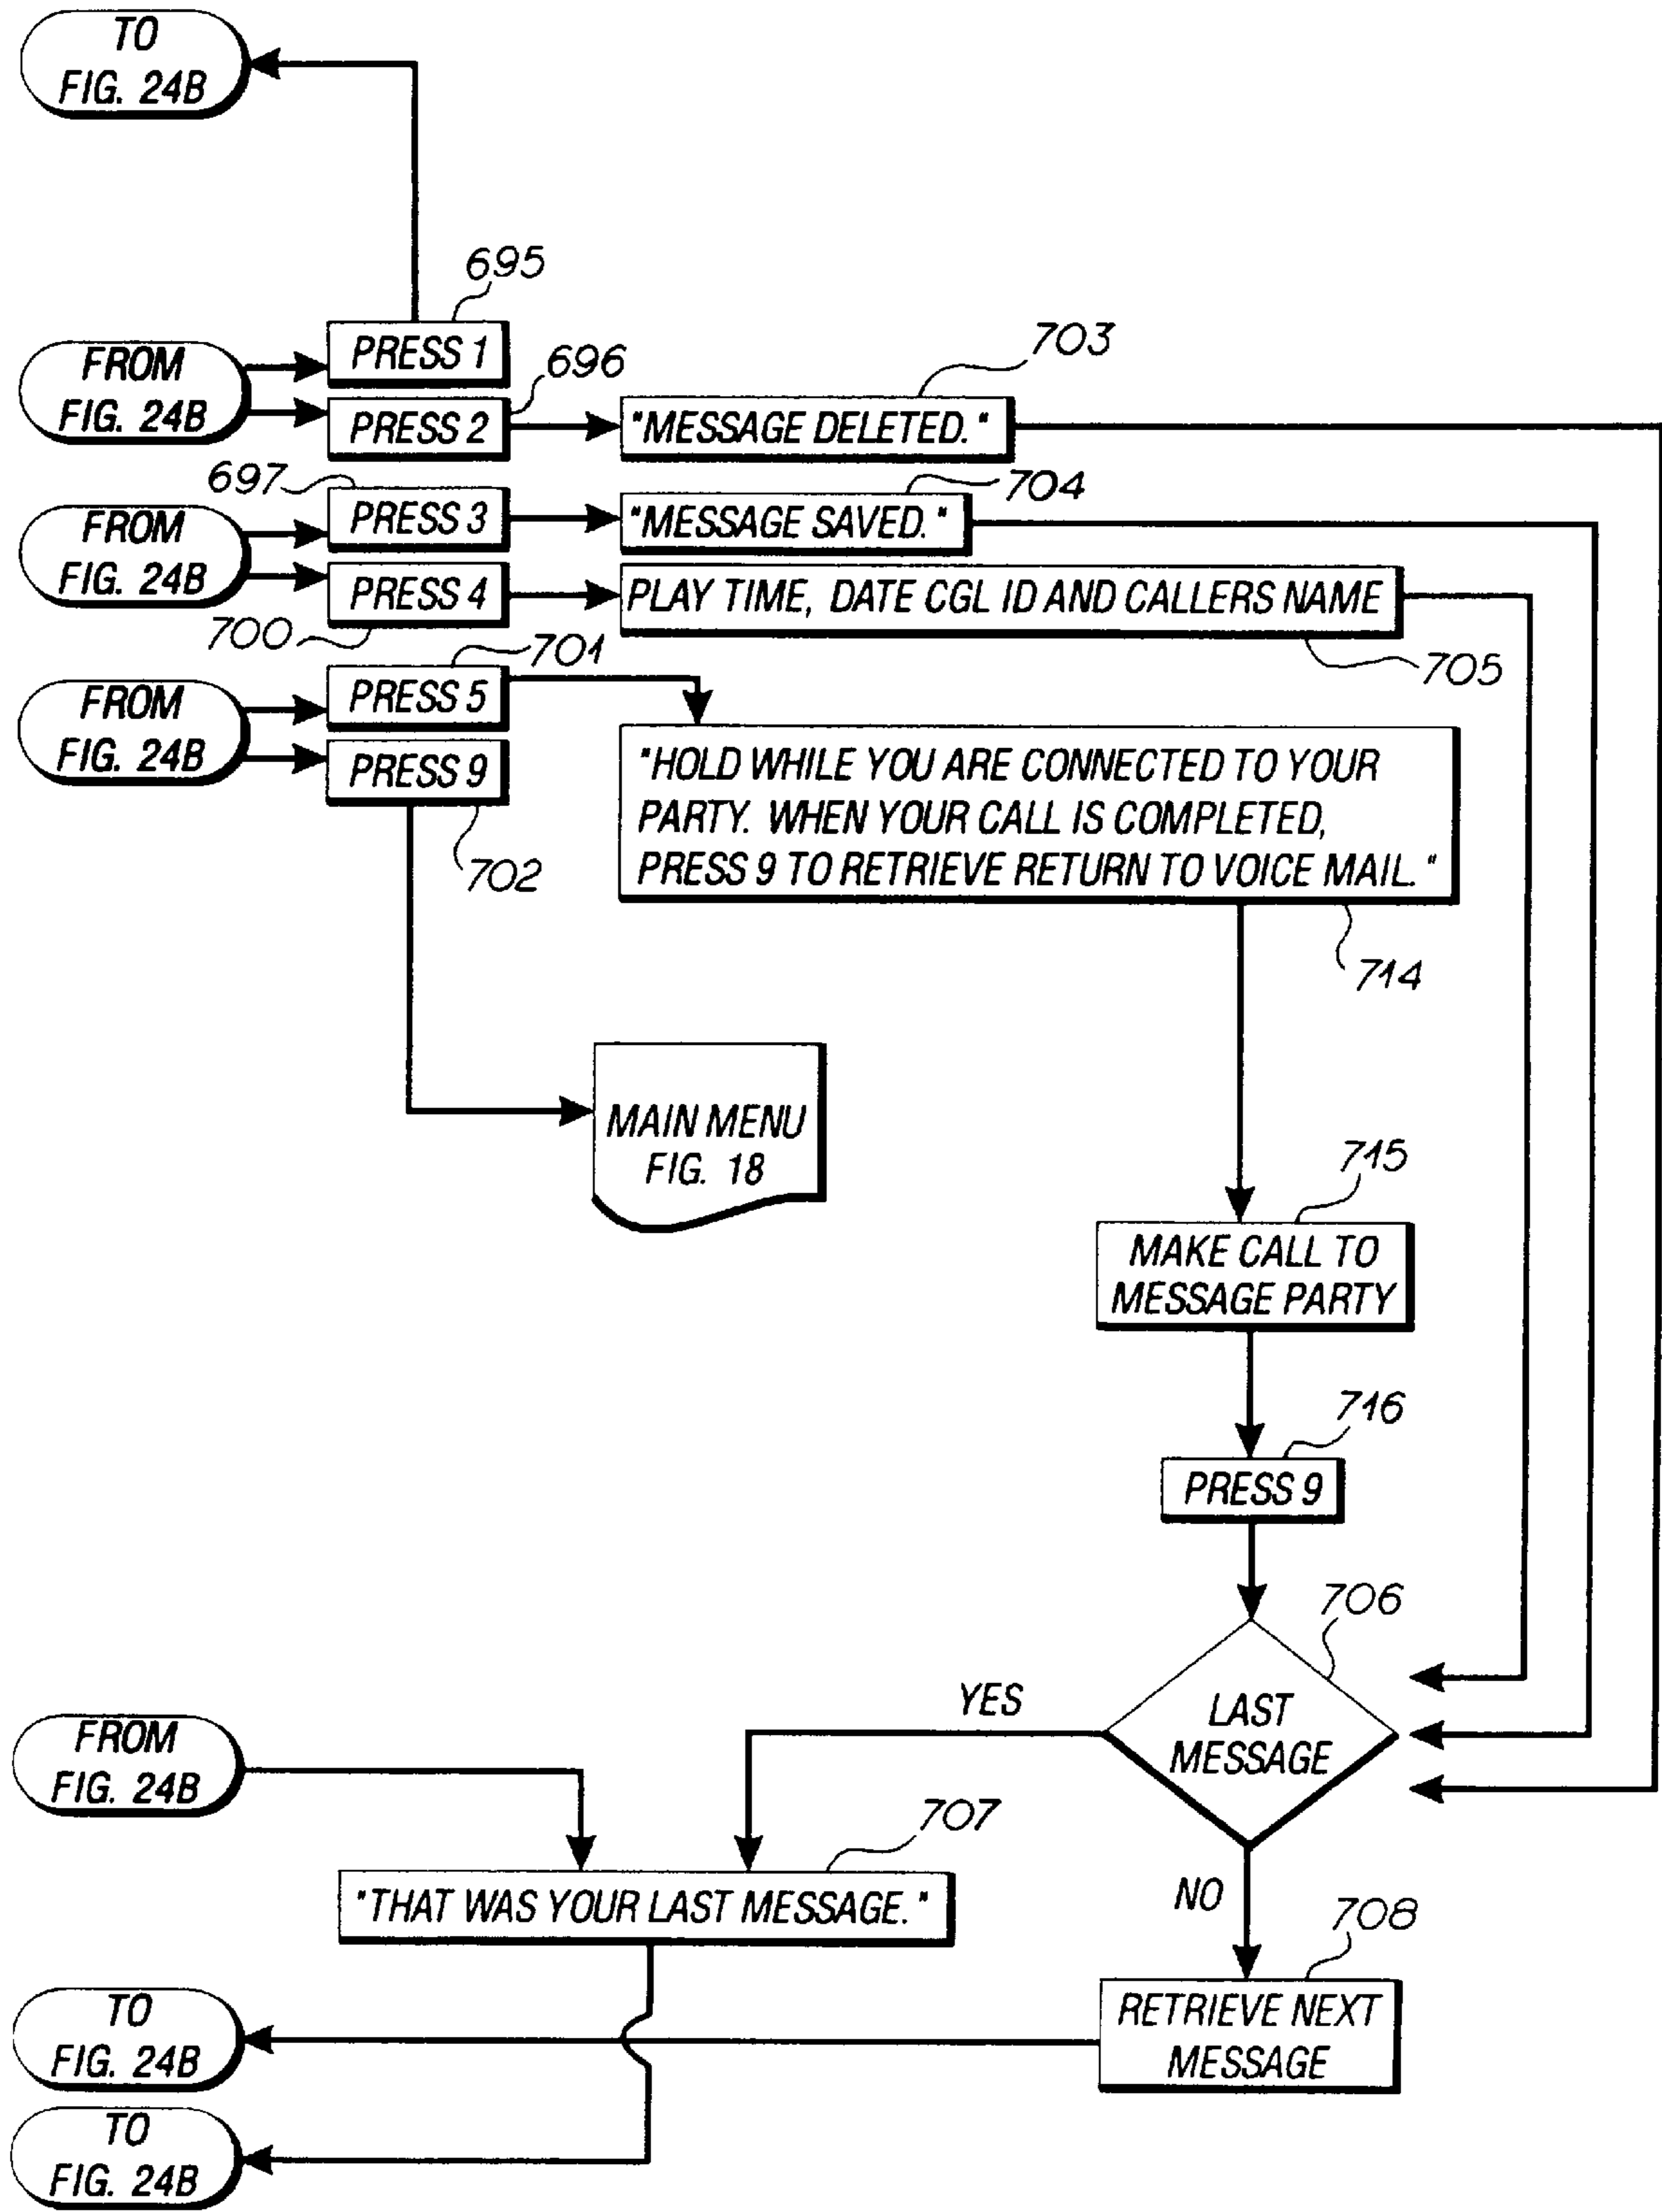 TO
FIG. 24B
695
PRESS 1
FROM
FIG. 24B
696
PRESS 2
703
"MESSAGE DELETED."
697
PRESS 3
704
"MESSAGE SAVED."
FROM
FIG. 24B
PRESS 4
700
PLAY TIME, DATE CGL ID AND CALLERS NAME
705
701
PRESS 5
FROM
FIG. 24B
PRESS 9
702
"HOLD WHILE YOU ARE CONNECTED TO YOUR
PARTY. WHEN YOUR CALL IS COMPLETED,
PRESS 9 TO RETRIEVE RETURN TO VOICE MAIL."
714
MAIN MENU
FIG. 18
715
MAKE CALL TO
MESSAGE PARTY
716
PRESS 9
706
LAST
MESSAGE
YES
FROM
FIG. 24B
707
"THAT WAS YOUR LAST MESSAGE."
NO
708
RETRIEVE NEXT
MESSAGE
TO
FIG. 24B
TO
FIG. 24B